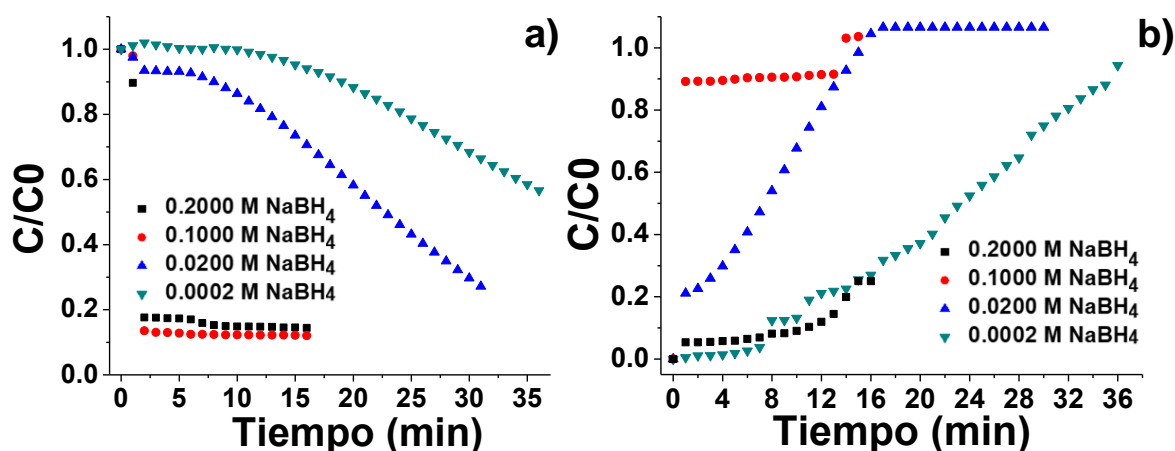 a)
C/C0
1.0
0.8
0.6
0.4
0.2
0.0
0.2000 M NaBH4
0.1000 M NaBH4
0.0200 M NaBH4
0.0002 M NaBH4
0 5 10 15 20 25 30 35
Tiempo (min)
b)
C/C0
1.0
0.8
0.6
0.4
0.2
0.0
0.2000 M NaBH4
0.1000 M NaBH4
0.0200 M NaBH4
0.0002 M NaBH4
0 4 8 12 16 20 24 28 32 36
Tiempo (min)